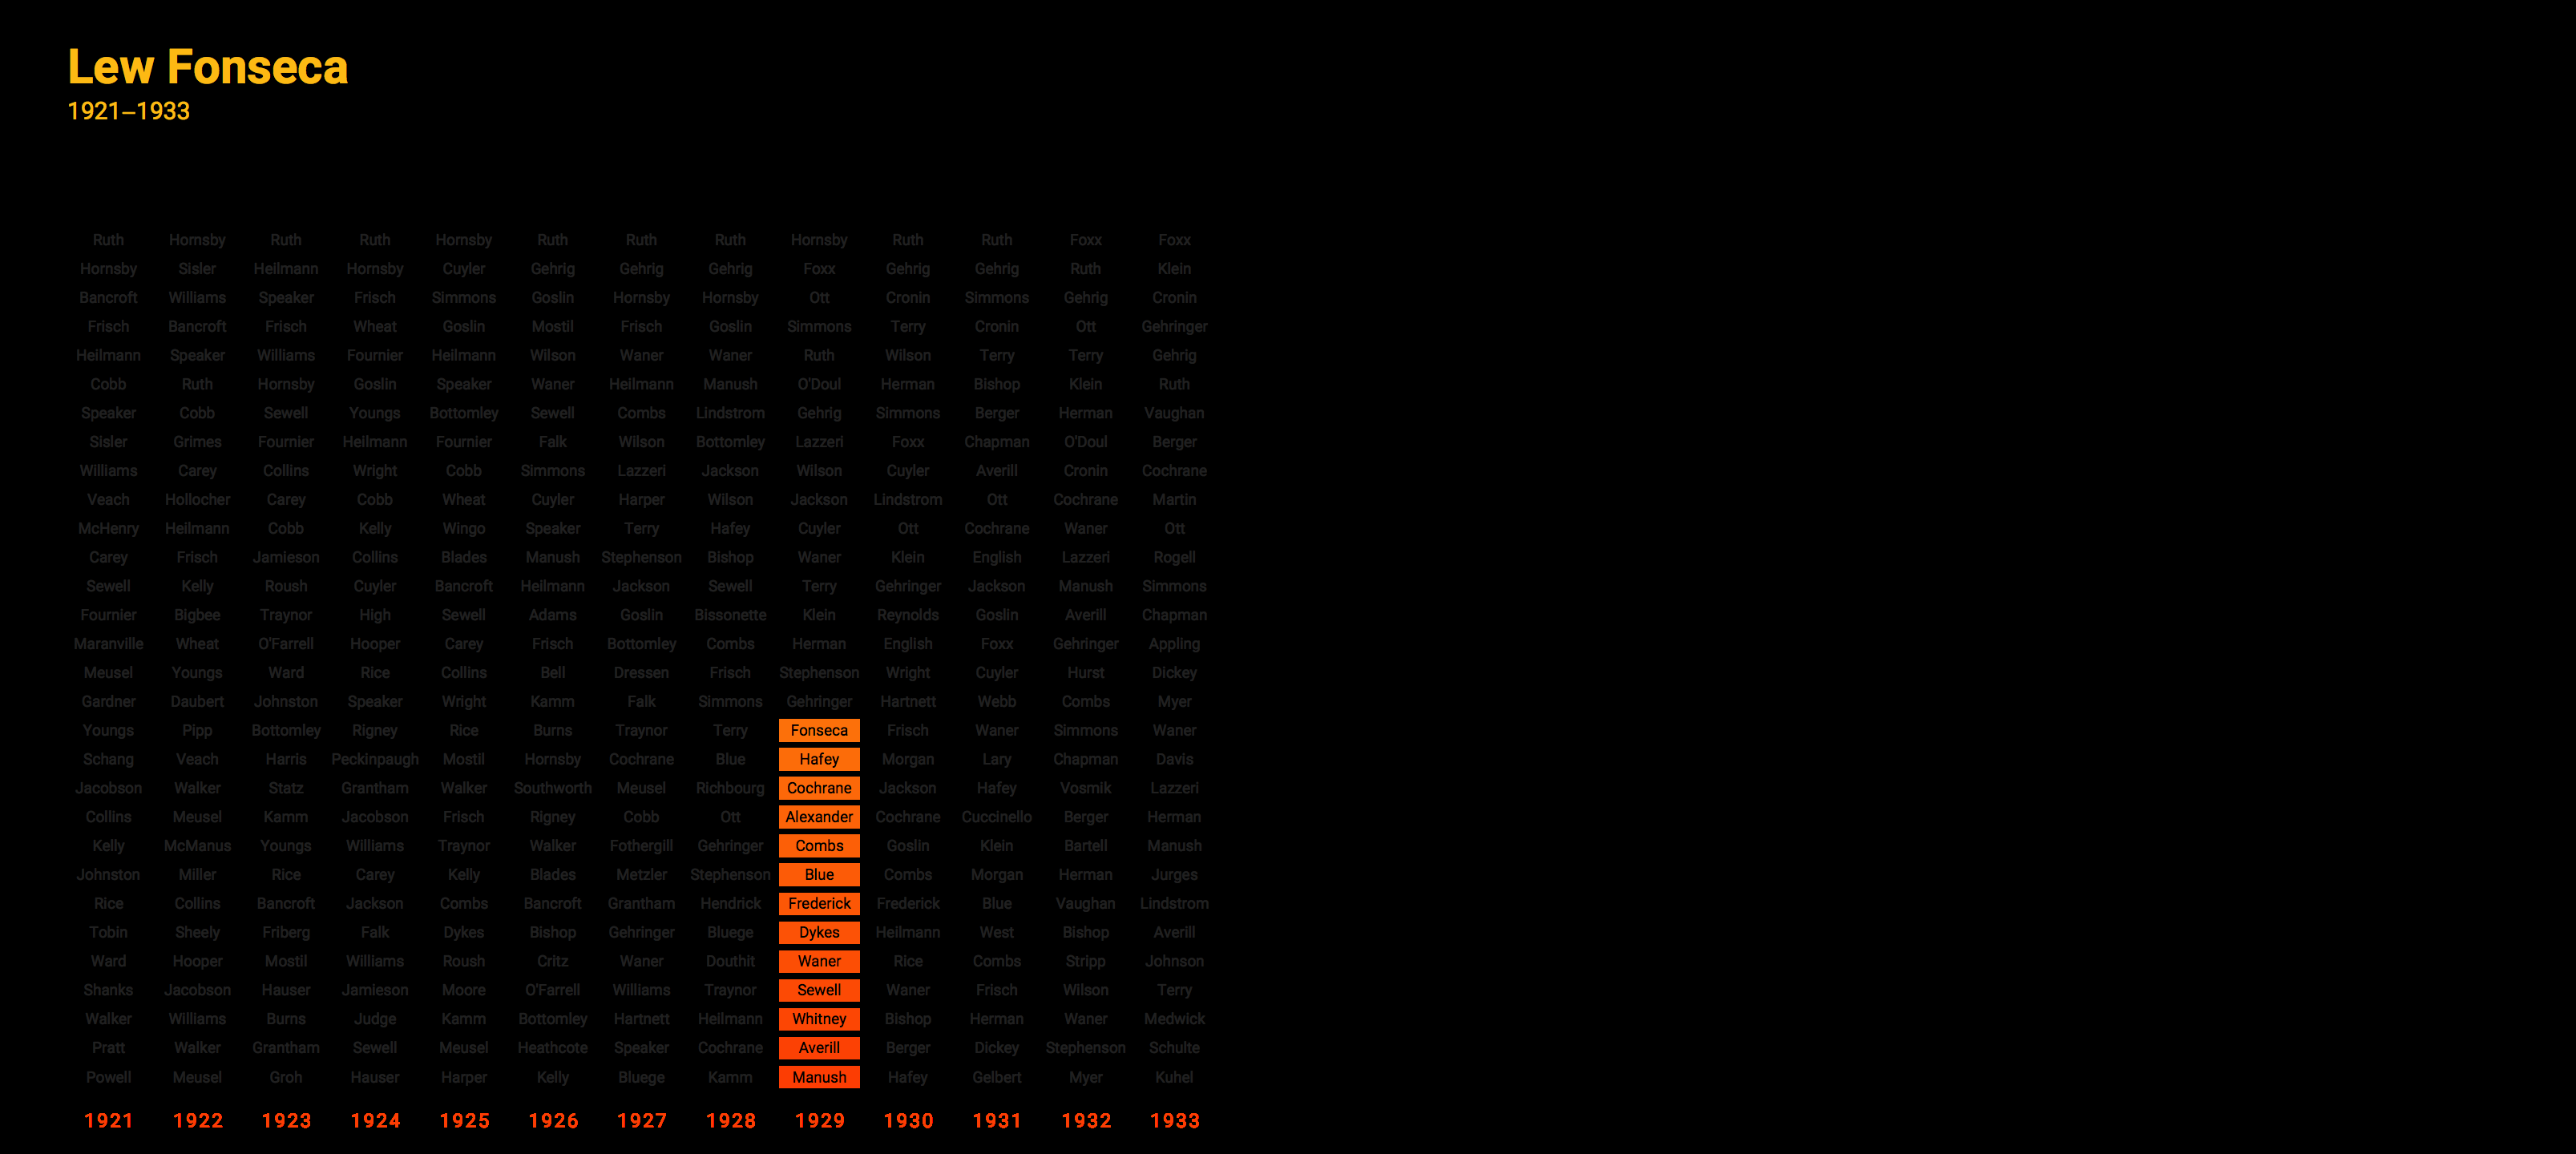 Lew Fonseca
1921–1933
Ruth Hornsby Ruth Ruth Hornsby Ruth Ruth Ruth Hornsby Ruth Ruth Foxx Foxx
Hornsby Sisler Heilmann Hornsby Cuyler Gehrig Gehrig Gehrig Foxx Gehrig Gehrig Ruth Klein
Bancroft Williams Speaker Frisch Simmons Goslin Hornsby Hornsby Ott Cronin Simmons Gehrig Cronin
Frisch Bancroft Frisch Wheat Goslin Mostil Frisch Goslin Simmons Terry Cronin Ott Gehringer
Heilmann Speaker Williams Fournier Heilmann Wilson Waner Waner Ruth Wilson Terry Terry Gehrig
Cobb Ruth Hornsby Goslin Speaker Waner Heilmann Manush O'Doul Herman Bishop Klein Ruth
Speaker Cobb Sewell Youngs Bottomley Sewell Combs Lindstrom Gehrig Simmons Berger Herman Vaughan
Sisler Grimes Fournier Heilmann Fournier Falk Wilson Bottomley Lazzeri Foxx Chapman O'Doul Berger
Williams Carey Collins Wright Cobb Simmons Lazzeri Jackson Wilson Cuyler Averill Cronin Cochrane
Veach Hollocher Carey Cobb Wheat Cuyler Harper Wilson Jackson Lindstrom Ott Cochrane Martin
McHenry Heilmann Cobb Kelly Wingo Speaker Terry Hafey Cuyler Ott Cochrane Waner Ott
Carey Frisch Jamieson Collins Blades Manush Stephenson Bishop Waner Klein English Lazzeri Rogell
Sewell Kelly Roush Cuyler Bancroft Heilmann Jackson Sewell Terry Gehringer Jackson Manush Simmons
Fournier Bigbee Traynor High Sewell Adams Goslin Bissonette Klein Reynolds Goslin Averill Chapman
Maranville Wheat O'Farrell Hooper Carey Frisch Bottomley Combs Herman English Foxx Gehringer Appling
Meusel Youngs Ward Rice Collins Bell Dressen Frisch Stephenson Wright Cuyler Hurst Dickey
Gardner Daubert Johnston Speaker Wright Kamm Falk Simmons Gehringer Hartnett Webb Combs Myer
Youngs Pipp Bottomley Rigney Rice Burns Traynor Terry Fonseca Frisch Waner Simmons Waner
Schang Veach Harris Peckinpaugh Mostil Hornsby Cochrane Blue Hafey Morgan Lary Chapman Davis
Jacobson Walker Statz Grantham Walker Southworth Meusel Richbourg Cochrane Jackson Hafey Vosmik Lazzeri
Collins Meusel Kamm Jacobson Frisch Rigney Cobb Ott Alexander Cochrane Cuccinello Berger Herman
Kelly McManus Youngs Williams Traynor Walker Fothergill Gehringer Combs Goslin Klein Bartell Manush
Johnston Miller Rice Carey Kelly Blades Metzler Stephenson Blue Combs Morgan Herman Jurges
Rice Collins Bancroft Jackson Combs Bancroft Grantham Hendrick Frederick Frederick Blue Vaughan Lindstrom
Tobin Sheely Friberg Falk Dykes Bishop Gehringer Bluege Dykes Heilmann West Bishop Averill
Ward Hooper Mostil Williams Roush Critz Waner Douthit Waner Rice Combs Stripp Johnson
Shanks Jacobson Hauser Jamieson Moore O'Farrell Williams Traynor Sewell Waner Frisch Wilson Terry
Walker Williams Burns Judge Kamm Bottomley Hartnett Heilmann Whitney Bishop Herman Waner Medwick
Pratt Walker Grantham Sewell Meusel Heathcote Speaker Cochrane Averill Berger Dickey Stephenson Schulte
Powell Meusel Groh Hauser Harper Kelly Bluege Kamm Manush Hafey Gelbert Myer Kuhel
1921 1922 1923 1924 1925 1926 1927 1928 1929 1930 1931 1932 1933